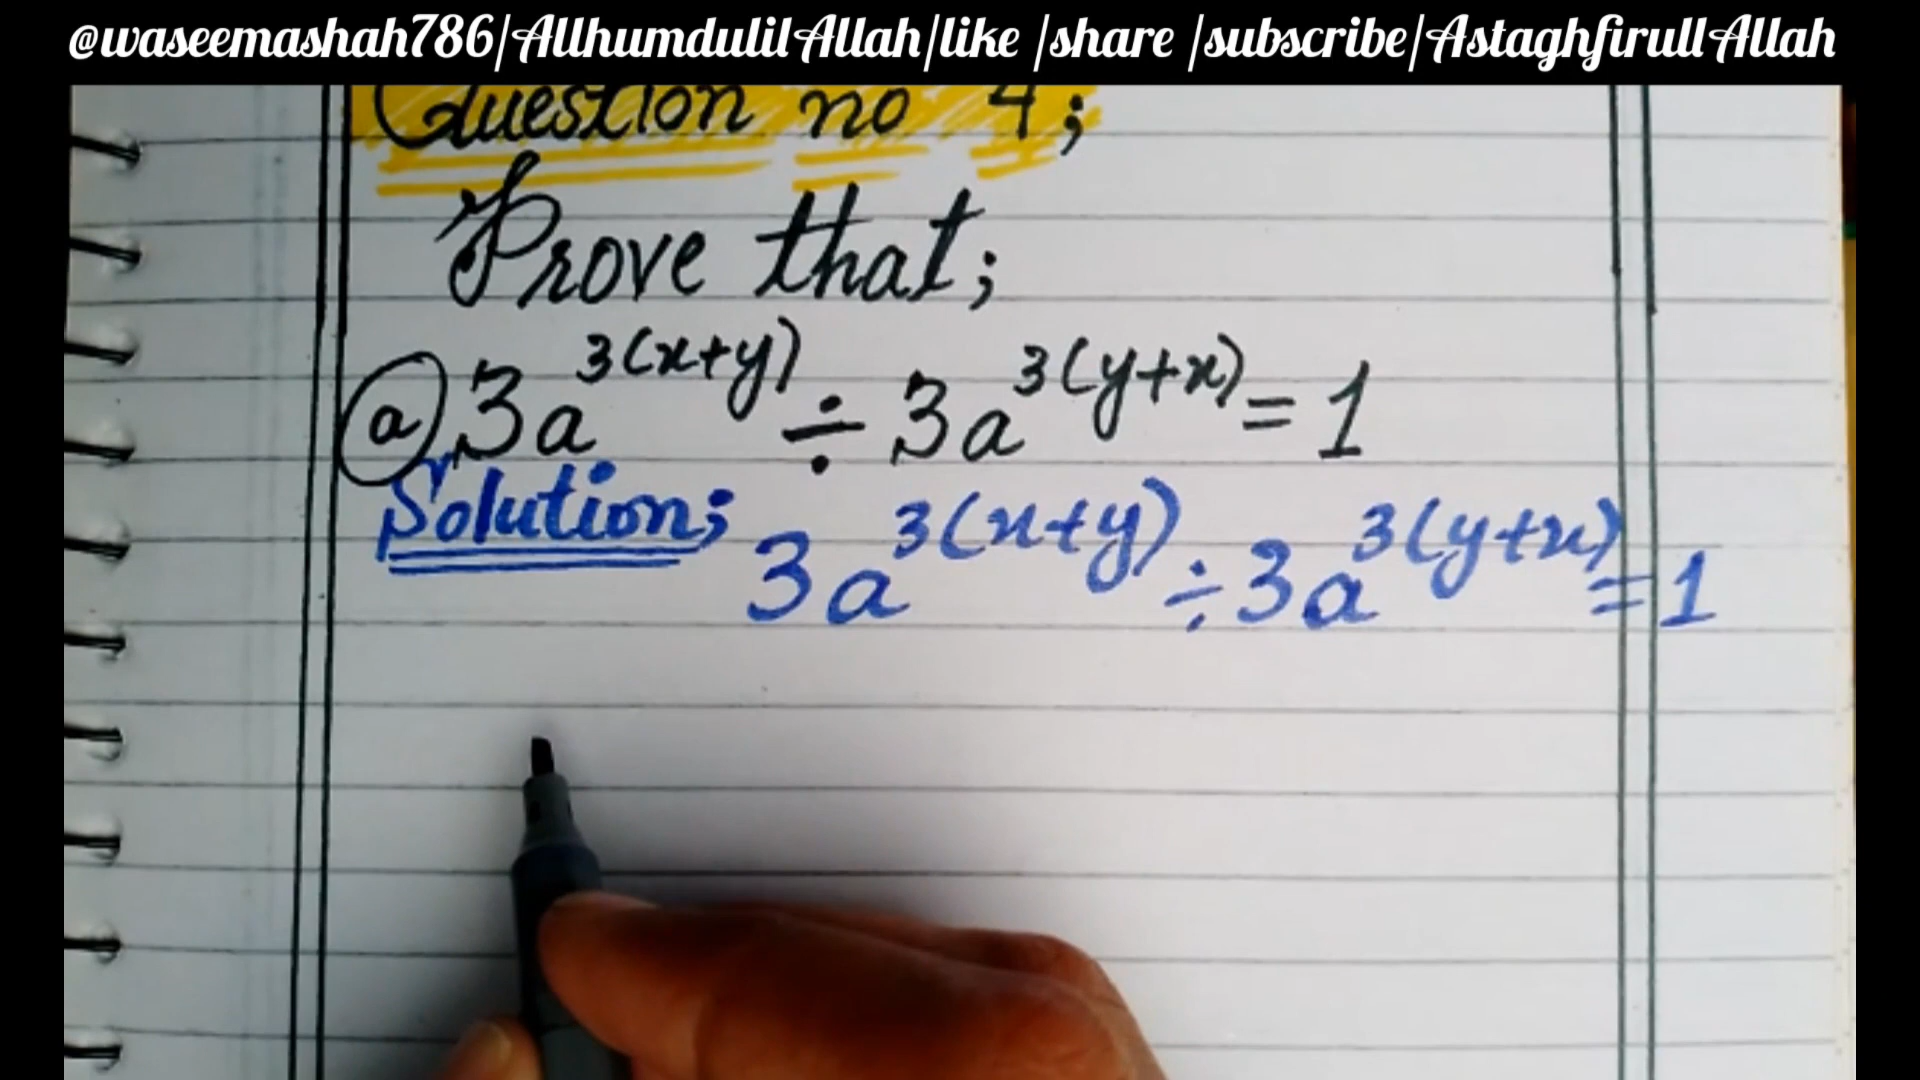 @waseemashah786/AllhumdulilAllah/like /share /subscribe/AstaghfirullAllah
Question no 4;
Prove that;
(a) 3a^3(x+y) ÷ 3a^3(y+x) = 1
Solution; 3a^3(x+y) ÷ 3a^3(y+x) = 1